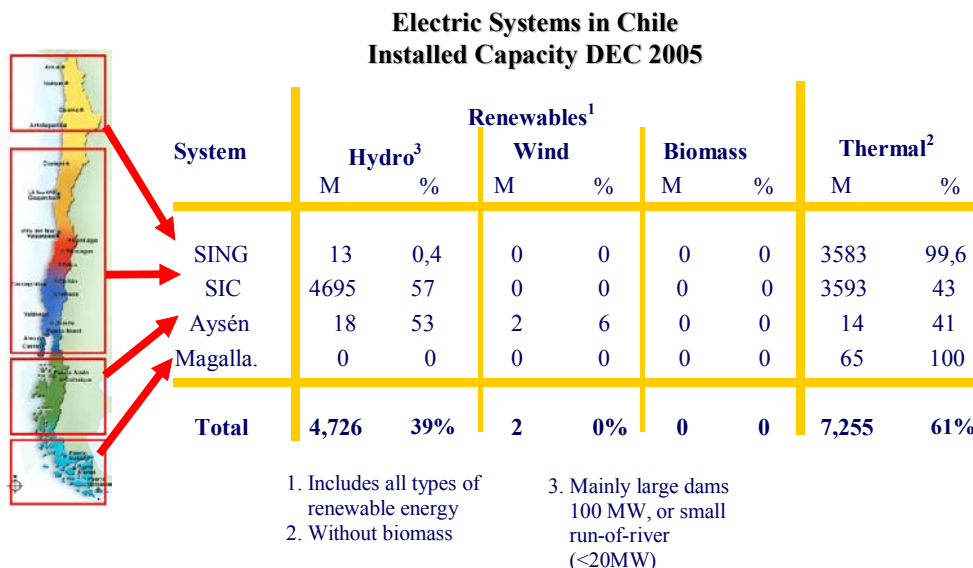 Electric Systems in Chile
Installed Capacity DEC 2005
Renewables1
System Hydro3 Wind Biomass Thermal2
M % M % M % M %
SING 13 0,4 0 0 0 0 3583 99,6
SIC 4695 57 0 0 0 0 3593 43
Aysén 18 53 2 6 0 0 14 41
Magalla. 0 0 0 0 0 0 65 100
Total 4,726 39% 2 0% 0 0 7,255 61%
1. Includes all types of
renewable energy
2. Without biomass
3. Mainly large dams
100 MW, or small
run-of-river
(<20MW)